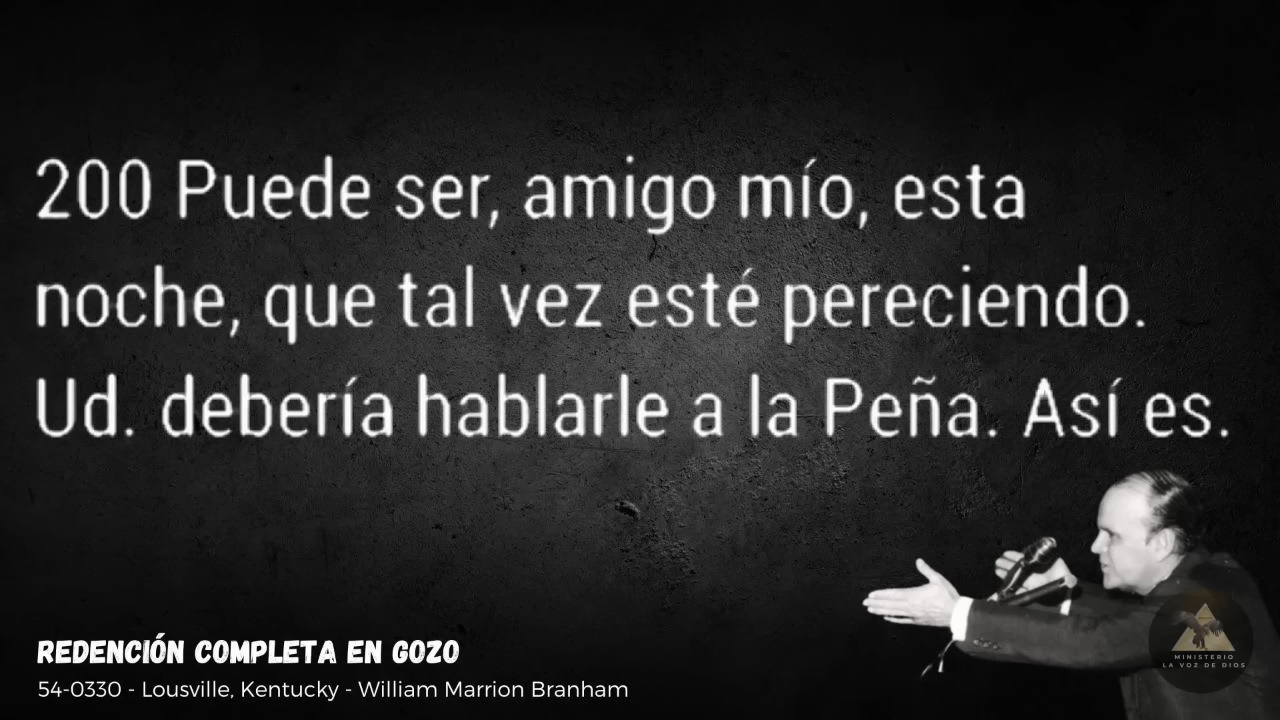 200 Puede ser, amigo mío, esta
noche, que tal vez esté pereciendo.
Ud. debería hablarle a la Peña. Así es.
REDENCIÓN COMPLETA EN GOZO
54-0330 - Lousville, Kentucky - William Marrion Branham
MINISTERIO
LA VOZ DE DIOS